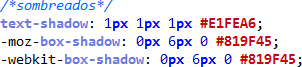 /*sombreados*/
text-shadow: 1px 1px 1px #E1FEA6;
-moz-box-shadow: 0px 6px 0 #819F45;
-webkit-box-shadow: 0px 6px 0 #819F45;